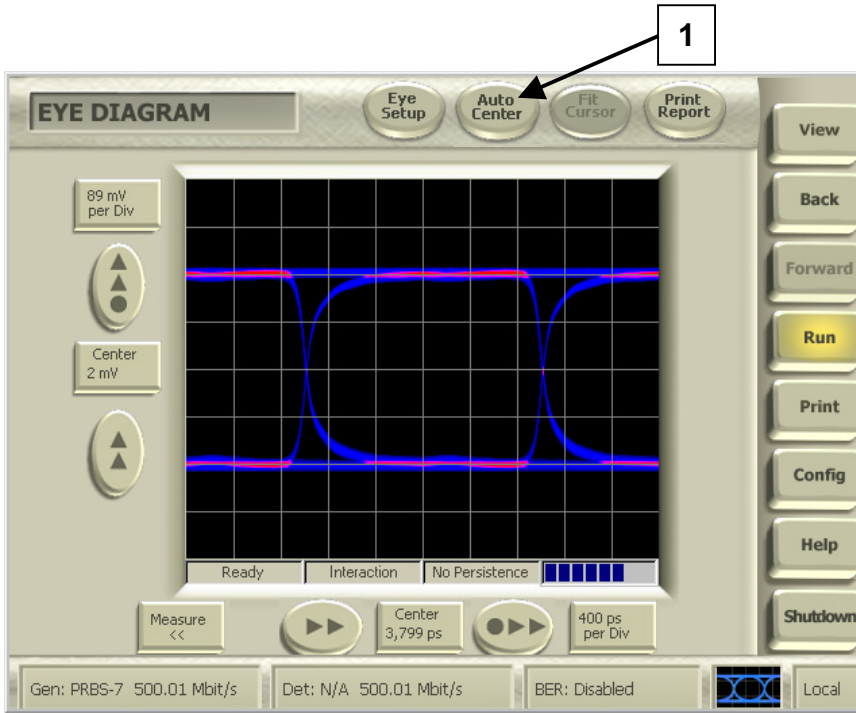 1
EYE DIAGRAM
Eye
Setup
Auto
Center
Fit
Cursor
Print
Report
View
Back
Forward
Run
Print
Config
Help
Shutdown
89 mV
per Div
Center
2 mV
Ready
Interaction
No Persistence
Measure
<<
Center
3,799 ps
400 ps
per Div
Gen: PRBS-7 500.01 Mbit/s
Det: N/A 500.01 Mbit/s
BER: Disabled
Local